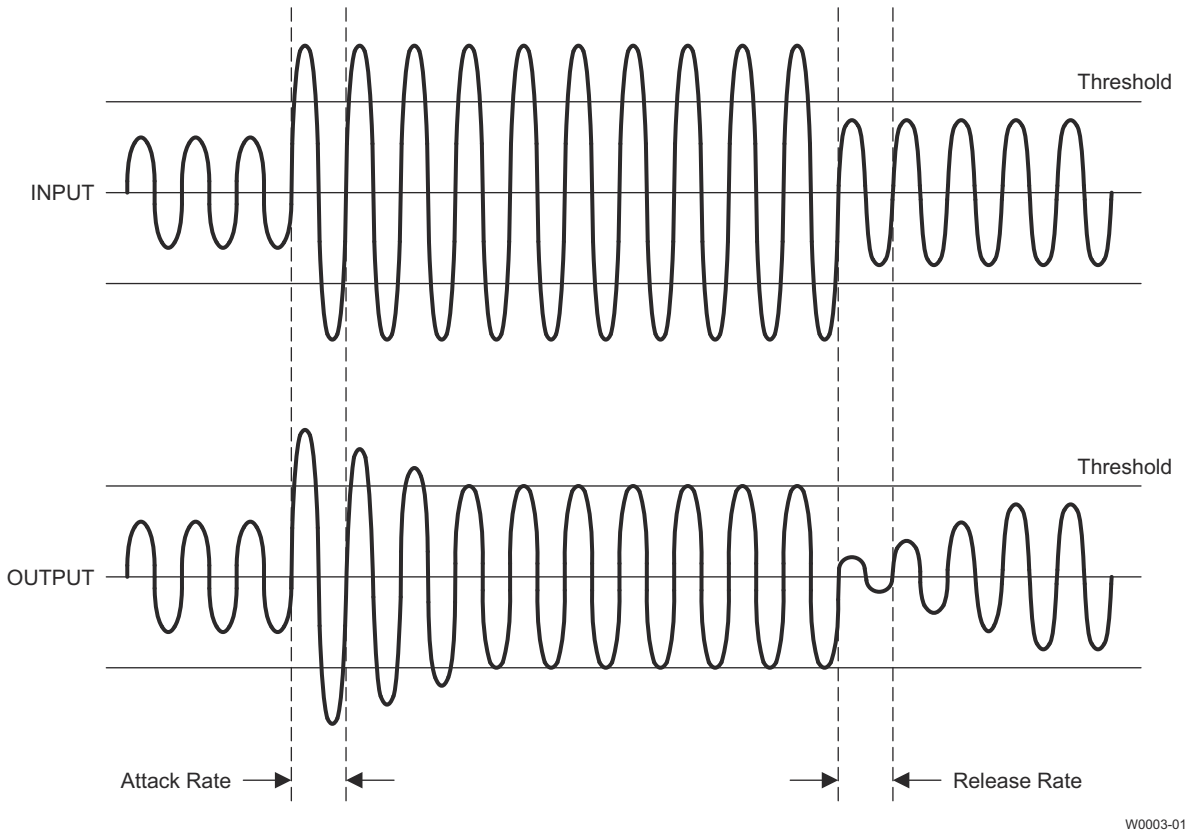 Threshold
INPUT
Threshold
OUTPUT
Attack Rate
Release Rate
W0003-01